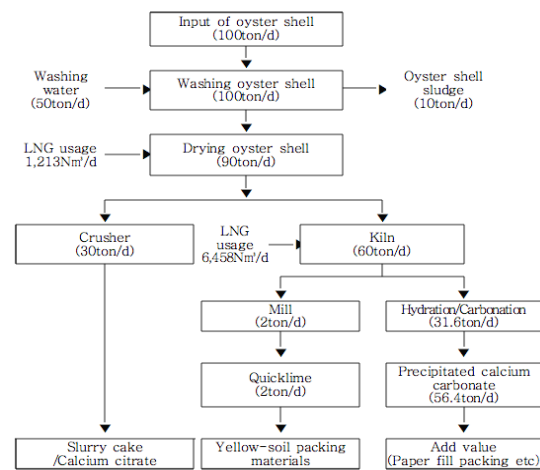 Input of oyster shell
(100ton/d)
Washing
water
(50ton/d)
Washing oyster shell
(100ton/d)
Oyster shell
sludge
(10ton/d)
LNG usage
1,213N㎥/d
Drying oyster shell
(90ton/d)
Crusher
(30ton/d)
LNG
usage
6,458N㎥/d
Kiln
(60ton/d)
Mill
(2ton/d)
Hydration/Carbonation
(31.6ton/d)
Quicklime
(2ton/d)
Precipitated calcium
carbonate
(56.4ton/d)
Slurry cake
/Calcium citrate
Yellow-soil packing
materials
Add value
(Paper fill packing etc)